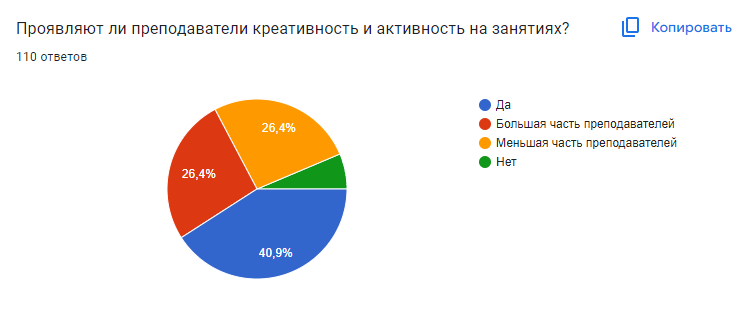 Проявляют ли преподаватели креативность и активность на занятиях?
Копировать
110 ответов
Да
Большая часть преподавателей
Меньшая часть преподавателей
Нет
26,4%
26,4%
40,9%